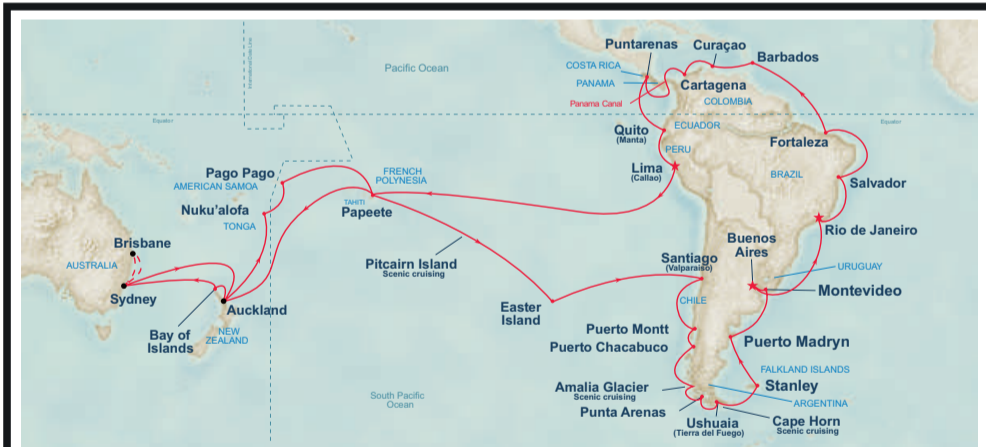 Puntarenas
Curaçao
Barbados
COSTA RICA
Pacific Ocean
International Date Line
PANAMA
Cartagena
Panama Canal
COLOMBIA
Equator
Equator
Quito
(Manta)
ECUADOR
Fortaleza
PERU
Lima
(Callao)
BRAZIL
Salvador
Pago Pago
AMERICAN SAMOA
FRENCH
POLYNESIA
TAHITI
Papeete
Nuku'alofa
TONGA
Rio de Janeiro
Brisbane
AUSTRALIA
Buenos
Aires
Pitcairn Island
Scenic cruising
Santiago
(Valparaiso)
URUGUAY
Sydney
Montevideo
Auckland
Easter
Island
CHILE
Bay of
Islands
NEW
ZEALAND
Puerto Montt
Puerto Madryn
Puerto Chacabuco
FALKLAND ISLANDS
Stanley
Amalia Glacier
Scenic cruising
South Pacific
Ocean
ARGENTINA
Punta Arenas
Ushuaia
(Tierra del Fuego)
Cape Horn
Scenic cruising